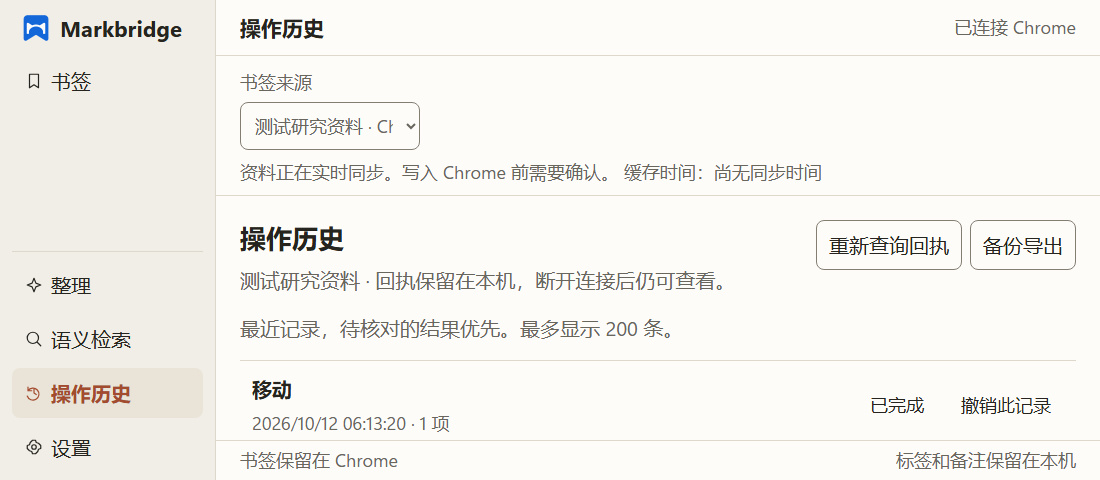 Markbridge
书签
整理
语义检索
操作历史
设置
操作历史
已连接 Chrome
书签来源
测试研究资料 · Ch
资料正在实时同步。写入 Chrome 前需要确认。 缓存时间：尚无同步时间
操作历史
重新查询回执
备份导出
测试研究资料 · 回执保留在本机，断开连接后仍可查看。
最近记录，待核对的结果优先。最多显示 200 条。
移动
2026/10/12 06:13:20 · 1 项
已完成
撤销此记录
书签保留在 Chrome
标签和备注保留在本机